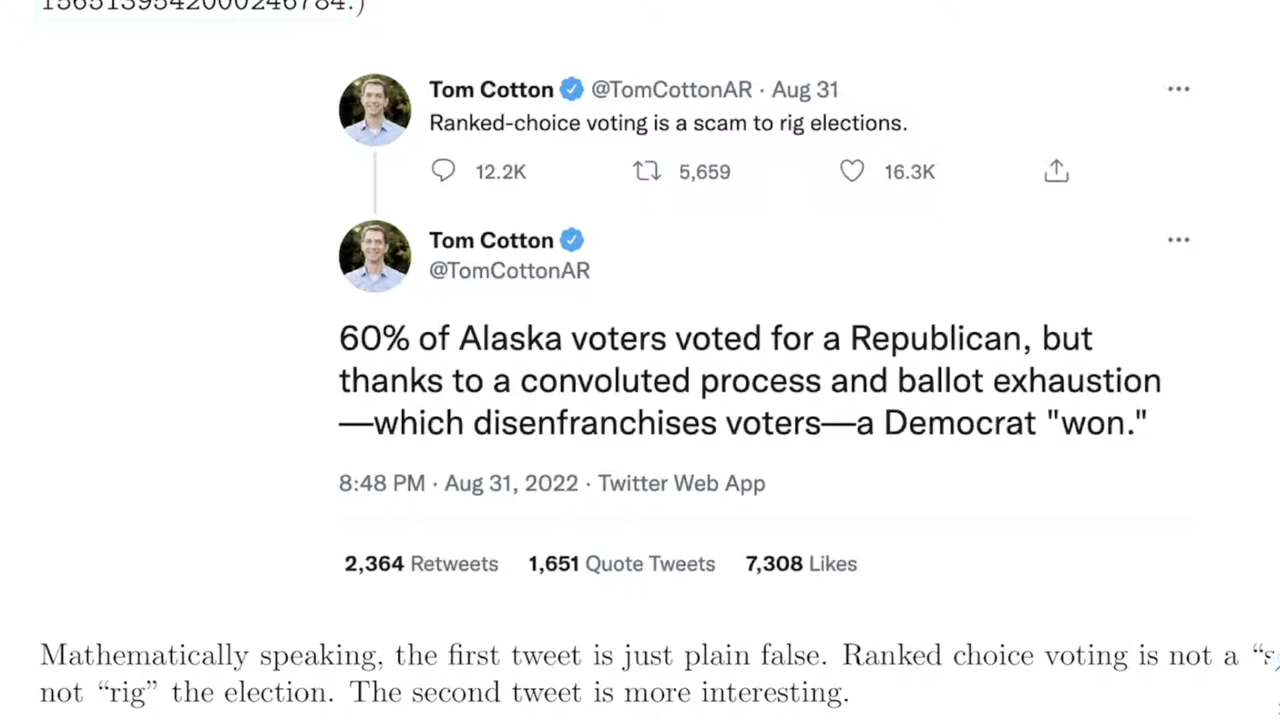 1565139542000246784.)
Tom Cotton @TomCottonAR · Aug 31
Ranked-choice voting is a scam to rig elections.
12.2K 5,659 16.3K
Tom Cotton
@TomCottonAR
60% of Alaska voters voted for a Republican, but
thanks to a convoluted process and ballot exhaustion
—which disenfranchises voters—a Democrat "won."
8:48 PM · Aug 31, 2022 · Twitter Web App
2,364 Retweets 1,651 Quote Tweets 7,308 Likes
Mathematically speaking, the first tweet is just plain false. Ranked choice voting is not a
not “rig” the election. The second tweet is more interesting.